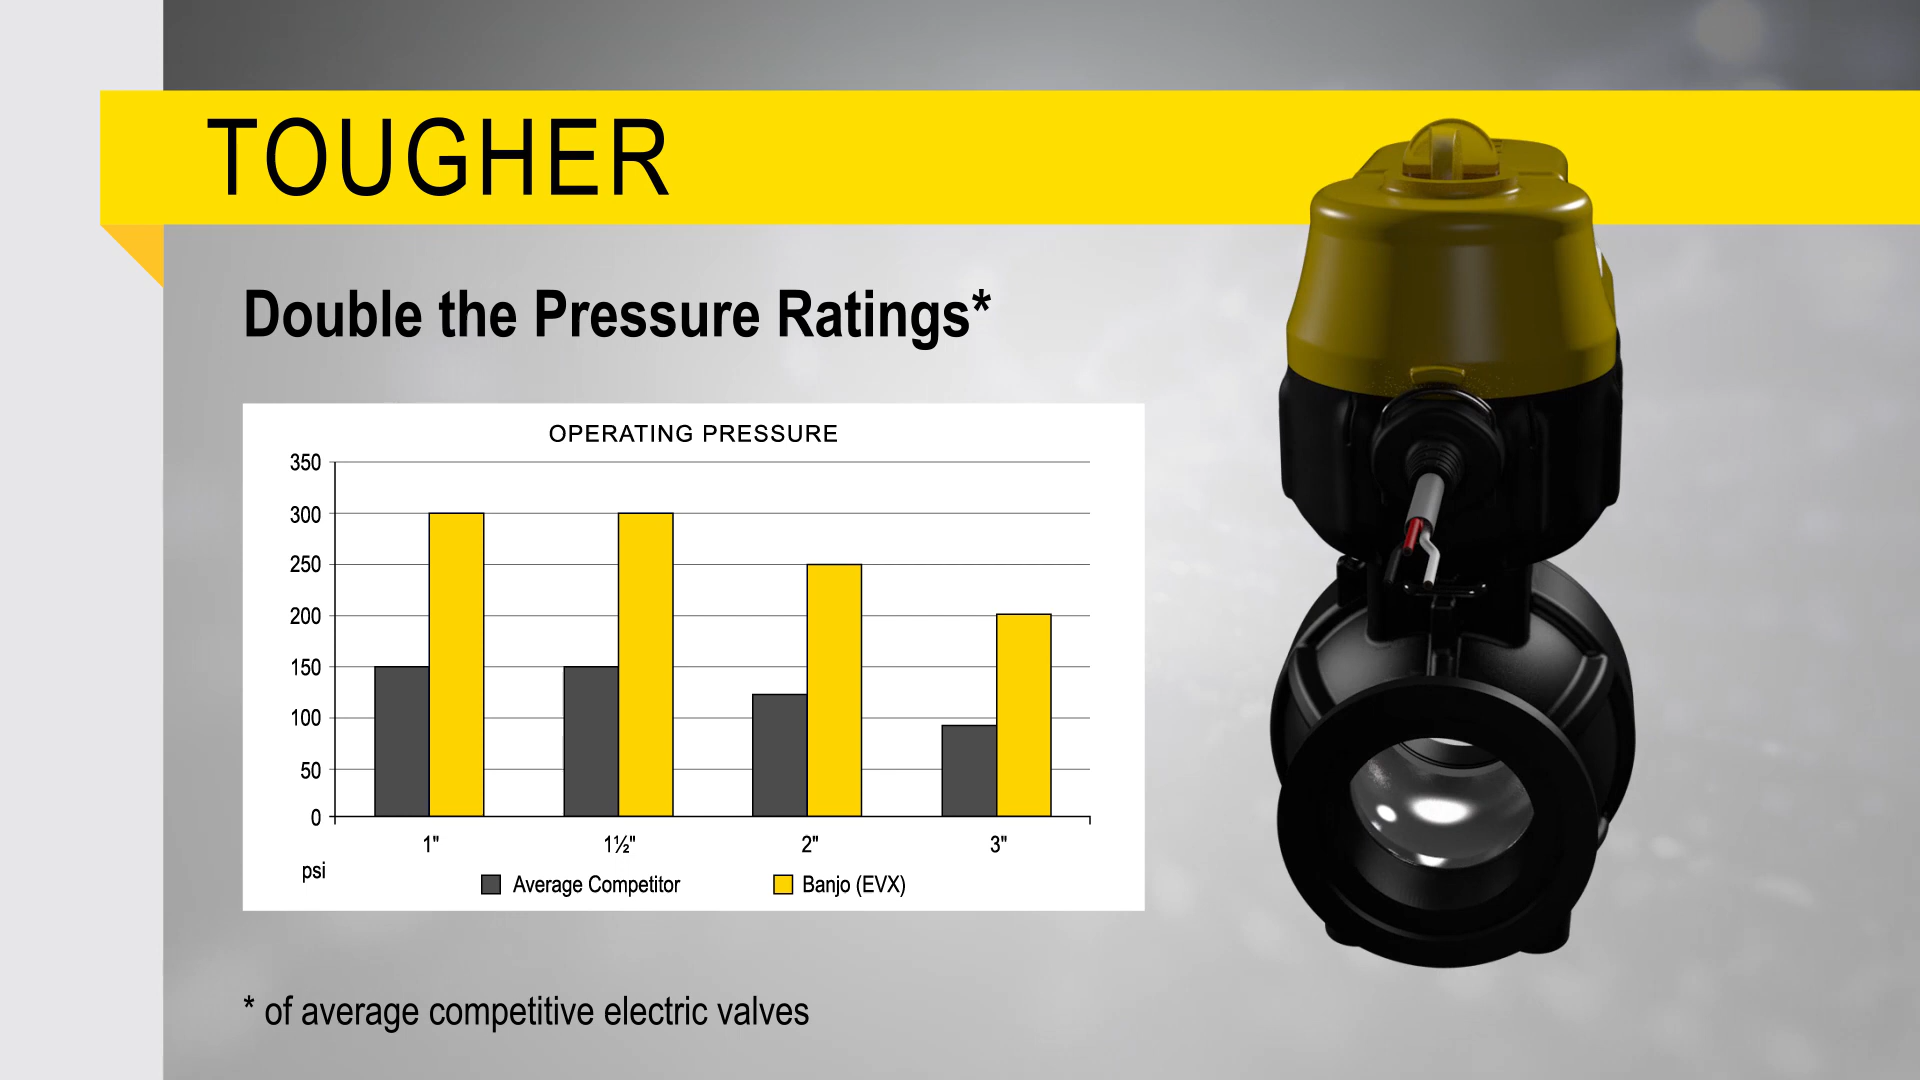 TOUGHER
Double the Pressure Ratings*
OPERATING PRESSURE
350
300
250
200
150
100
50
0
1" 1½" 2" 3"
psi
Average Competitor Banjo (EVX)
* of average competitive electric valves